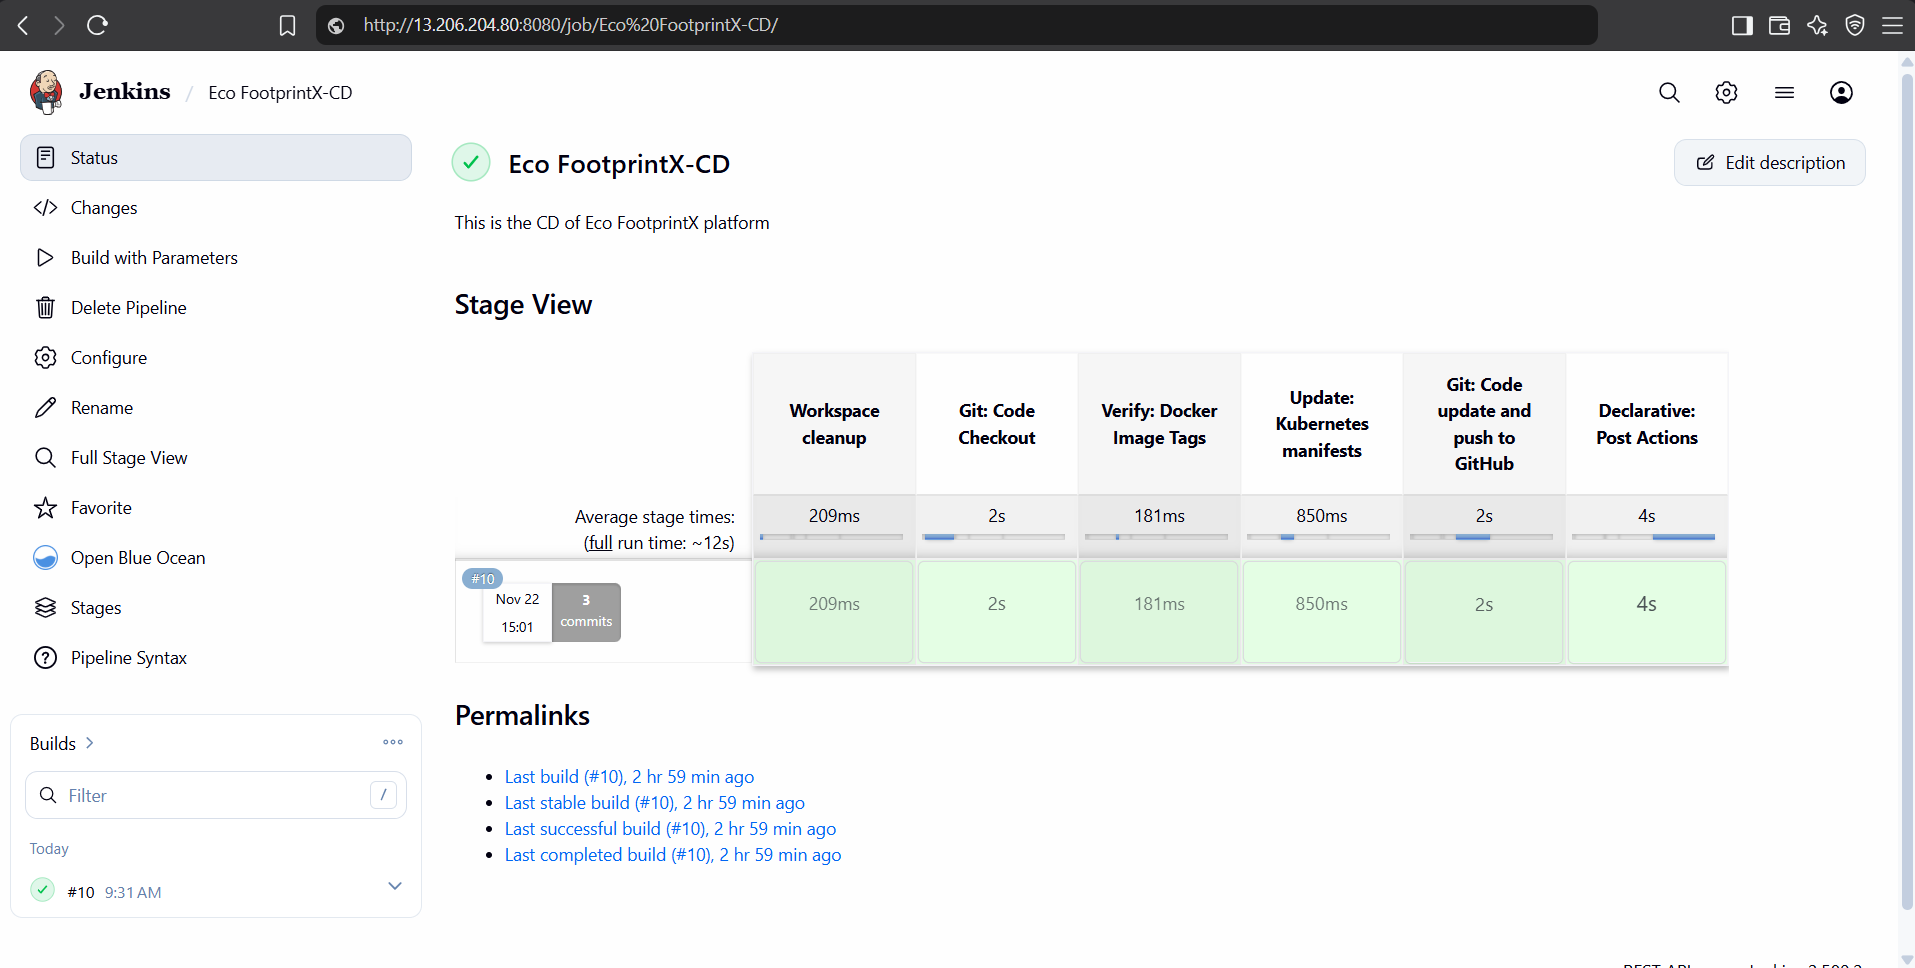 http://13.206.204.80:8080/job/Eco%20FootprintX-CD/
Jenkins / Eco FootprintX-CD
Status
Changes
Build with Parameters
Delete Pipeline
Configure
Rename
Full Stage View
Favorite
Open Blue Ocean
Stages
Pipeline Syntax
Builds
Filter /
Today
#10 9:31 AM
Eco FootprintX-CD
Edit description
This is the CD of Eco FootprintX platform
Stage View
Workspace
cleanup
Git: Code
Checkout
Verify: Docker
Image Tags
Update:
Kubernetes
manifests
Git: Code
update and
push to
GitHub
Declarative:
Post Actions
Average stage times:
(full run time: ~12s)
209ms
2s
181ms
850ms
2s
4s
#10
Nov 22
15:01
3
commits
209ms
2s
181ms
850ms
2s
4s
Permalinks
Last build (#10), 2 hr 59 min ago
Last stable build (#10), 2 hr 59 min ago
Last successful build (#10), 2 hr 59 min ago
Last completed build (#10), 2 hr 59 min ago